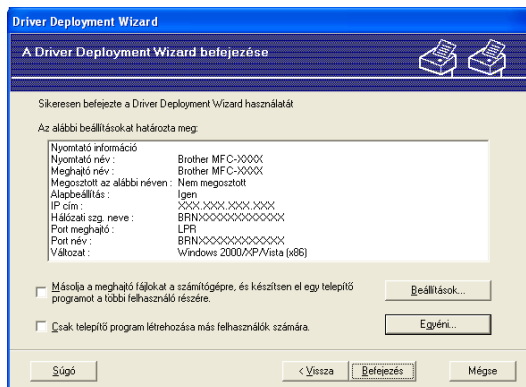 Driver Deployment Wizard
A Driver Deployment Wizard befejezése
Sikeresen befejezte a Driver Deployment Wizard használatát
Az alábbi beállításokat határozta meg:
Nyomtató információ
Nyomtató név : Brother MFC-XXXX
Meghajtó név : Brother MFC-XXXX
Megosztott az alábbi néven : Nem megosztott
Alapbeállítás : Igen
IP cím : XXX.XXX.XXX.XXX
Hálózati szg. neve : BRNXXXXXXXXXXXX
Port meghajtó : LPR
Port név : BRNXXXXXXXXXXXX
Változat : Windows 2000/XP/Vista (x86)
Másolja a meghajtó fájlokat a számítógépre, és készítsen el egy telepítő
programot a többi felhasználó részére.
Beállítások...
Csak telepítő program létrehozása más felhasználók számára.
Egyéni...
Súgó
< Vissza
Befejezés
Mégse